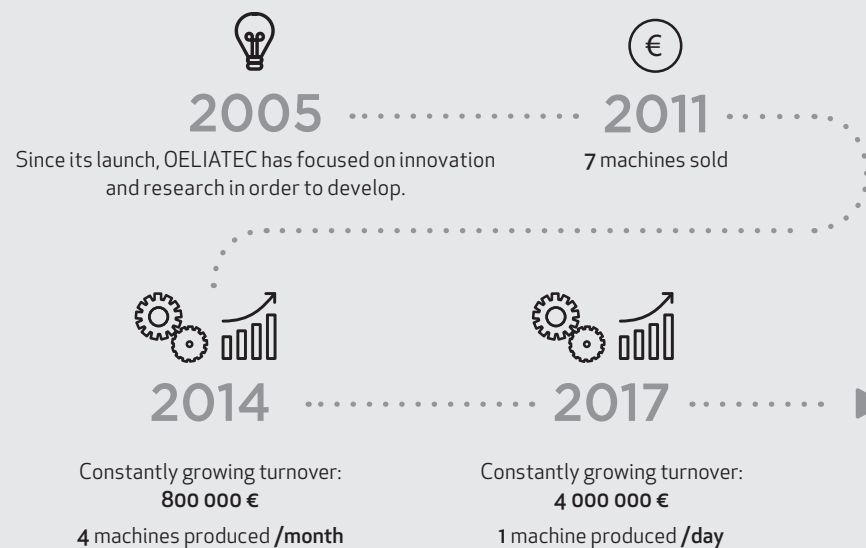 €
2005
Since its launch, OELIATEC has focused on innovation
and research in order to develop.
2011
7 machines sold
2014
Constantly growing turnover:
800 000 €
4 machines produced /month
2017
Constantly growing turnover:
4 000 000 €
1 machine produced /day